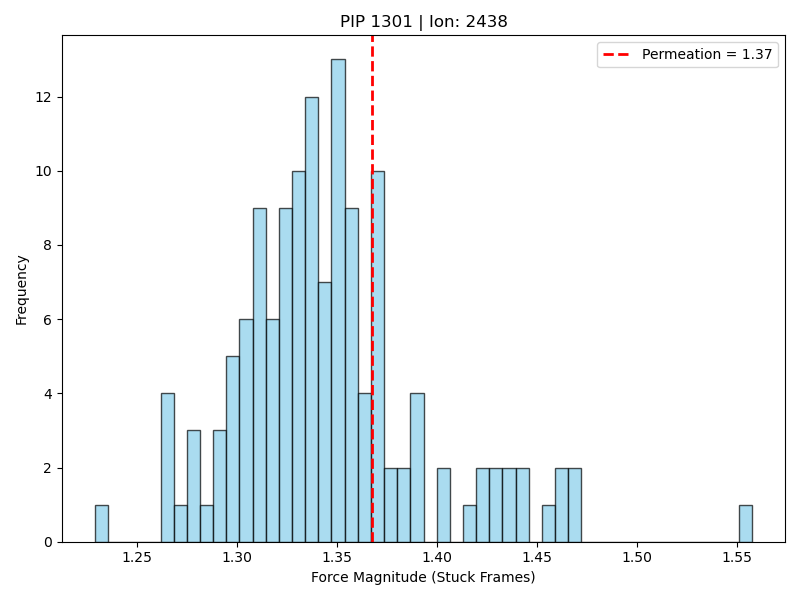 PIP 1301 | Ion: 2438
Permeation = 1.37
Frequency
12
10
8
6
4
2
0
1.25 1.30 1.35 1.40 1.45 1.50 1.55
Force Magnitude (Stuck Frames)